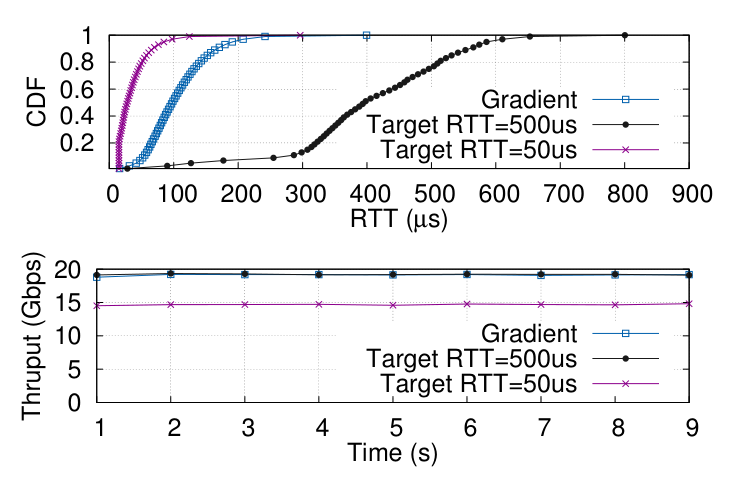 1
0.8
0.6
0.4
0.2
CDF
Gradient
Target RTT=500us
Target RTT=50us
0 100 200 300 400 500 600 700 800 900
RTT (μs)
20
15
10
5
0
Thruput (Gbps)
Gradient
Target RTT=500us
Target RTT=50us
1 2 3 4 5 6 7 8 9
Time (s)